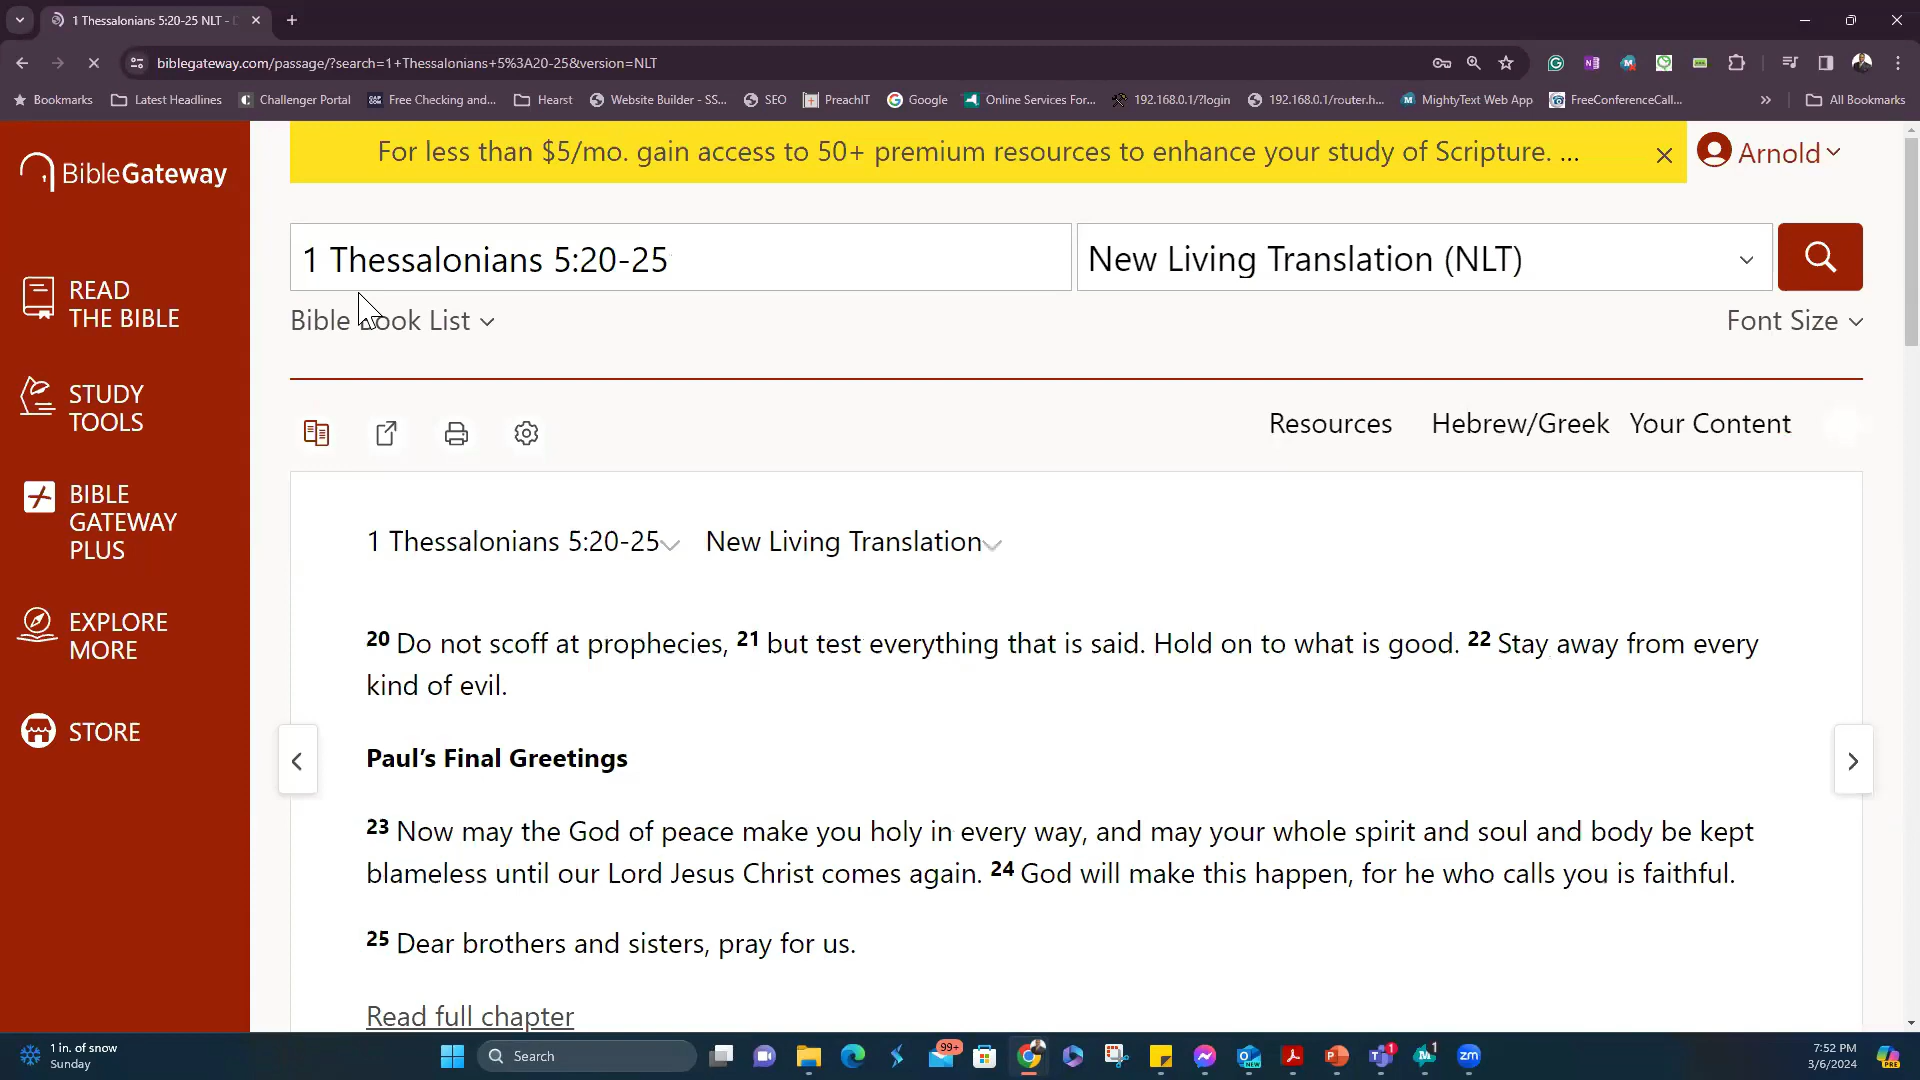 1 Thessalonians 5:20-25 NLT -
biblegateway.com/passage/?search=1+Thessalonians+5%3A20-25&version=NLT
Bookmarks
Latest Headlines
Challenger Portal
Free Checking and...
Hearst
Website Builder - SS...
SEO
PreachIT
Google
Online Services For...
192.168.0.1/?login
192.168.0.1/router.h...
MightyText Web App
FreeConferenceCall...
All Bookmarks
BibleGateway
For less than $5/mo. gain access to 50+ premium resources to enhance your study of Scripture. ...
Arnold
1 Thessalonians 5:20-25
New Living Translation (NLT)
Bible Book List
Font Size
READ
THE BIBLE
STUDY
TOOLS
BIBLE
GATEWAY
PLUS
EXPLORE
MORE
STORE
Resources
Hebrew/Greek
Your Content
1 Thessalonians 5:20-25
New Living Translation
20 Do not scoff at prophecies, 21 but test everything that is said. Hold on to what is good. 22 Stay away from every
kind of evil.
Paul’s Final Greetings
23 Now may the God of peace make you holy in every way, and may your whole spirit and soul and body be kept
blameless until our Lord Jesus Christ comes again. 24 God will make this happen, for he who calls you is faithful.
25 Dear brothers and sisters, pray for us.
Read full chapter
1 in. of snow
Sunday
Search
99+
1
1
zm
7:52 PM
3/6/2024
PRE